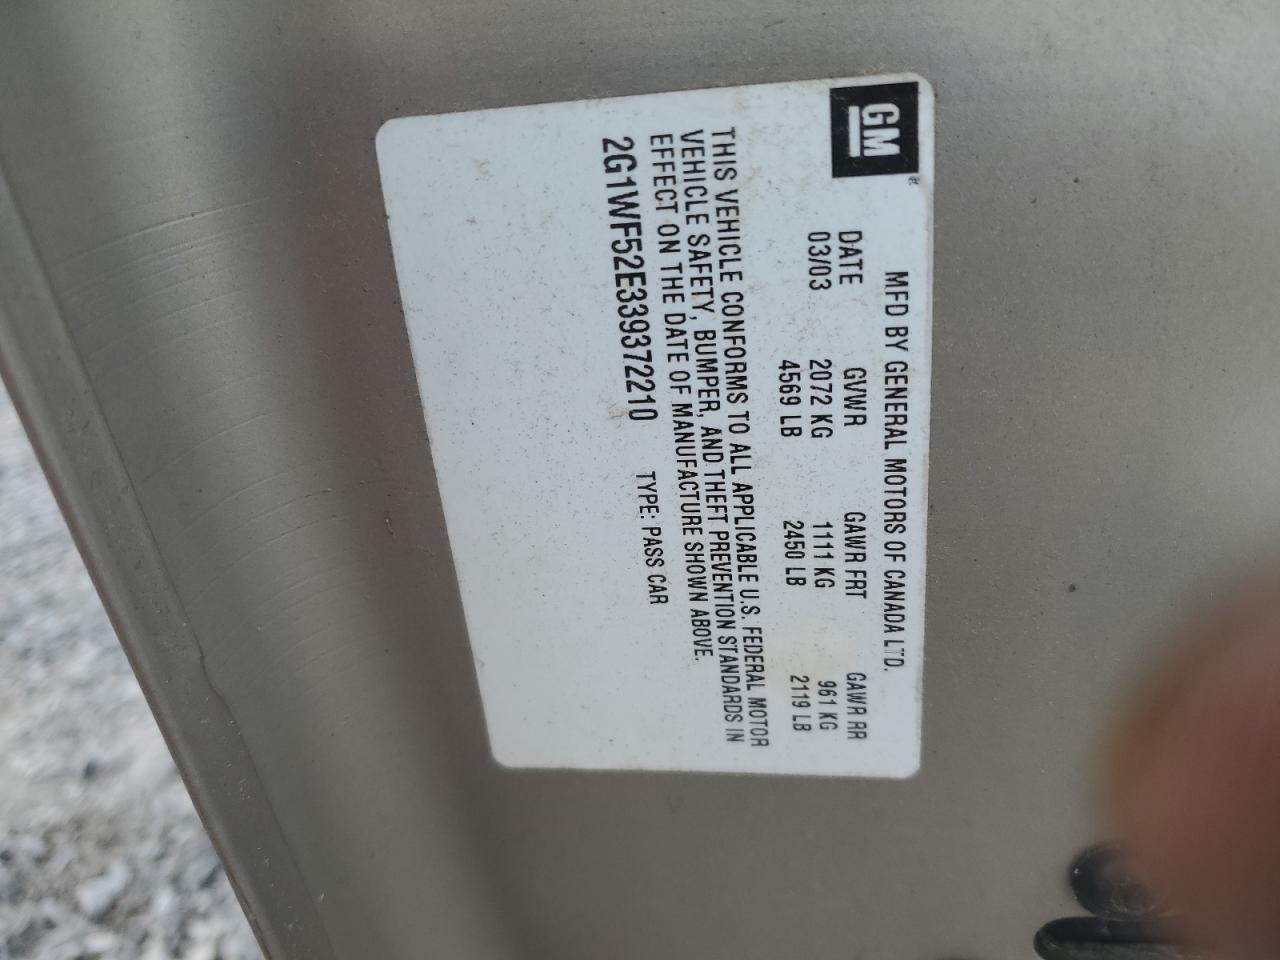 GM
MFD BY GENERAL MOTORS OF CANADA LTD.
DATE GVWR GAWR FRT GAWR RR
03/03 2072 KG 1111 KG 961 KG
4569 LB 2450 LB 2119 LB
THIS VEHICLE CONFORMS TO ALL APPLICABLE U.S. FEDERAL MOTOR
VEHICLE SAFETY, BUMPER, AND THEFT PREVENTION STANDARDS IN
EFFECT ON THE DATE OF MANUFACTURE SHOWN ABOVE.
2G1WF52E339372210 TYPE: PASS CAR